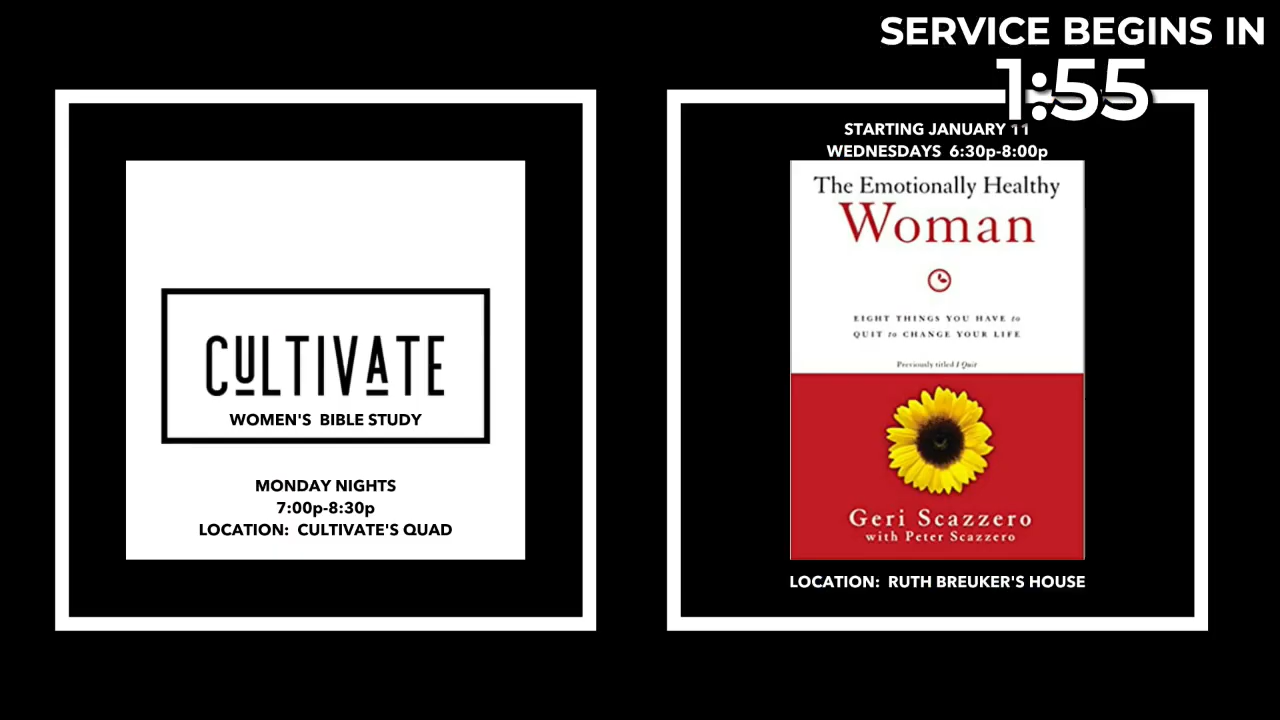 SERVICE BEGINS IN
1:55
CULTIVATE
WOMEN'S BIBLE STUDY
MONDAY NIGHTS
7:00p-8:30p
LOCATION: CULTIVATE'S QUAD
STARTING JANUARY 11
WEDNESDAYS 6:30p-8:00p
The Emotionally Healthy
Woman
EIGHT THINGS YOU HAVE to
QUIT to CHANGE YOUR LIFE
Previously titled I Quit
Geri Scazzero
with Peter Scazzero
LOCATION: RUTH BREUKER'S HOUSE